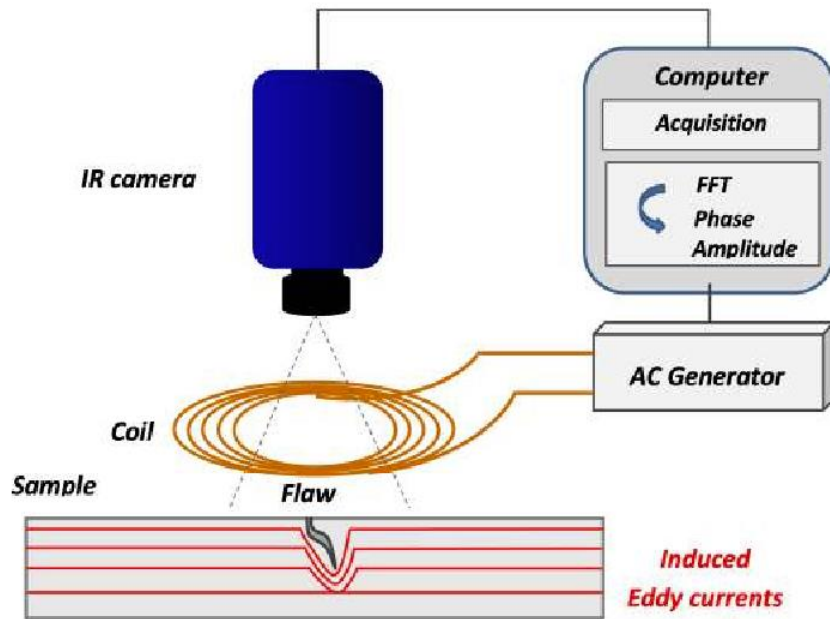 Computer
Acquisition
IR camera
FFT
Phase
Amplitude
AC Generator
Coil
Sample
Flaw
Induced
Eddy currents